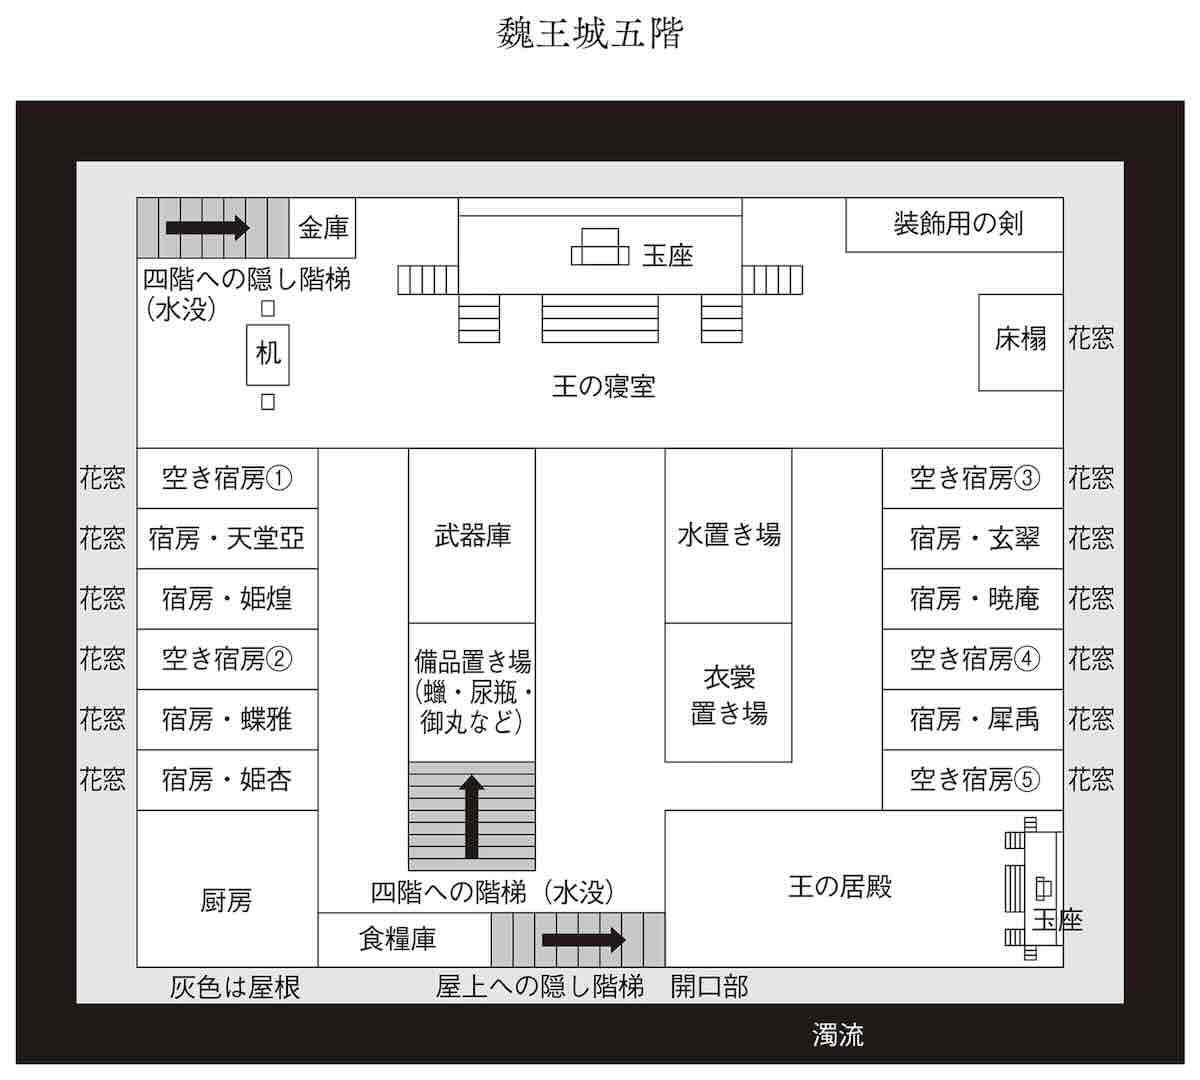 魏王城五階
金庫
玉座
装飾用の剣
四階への隠し階梯
（水没）
机
床榻
花窓
王の寝室
花窓
空き宿房①
花窓
宿房・天堂亞
花窓
宿房・姫煌
花窓
空き宿房②
花窓
宿房・蝶雅
花窓
宿房・姫杏
武器庫
備品置き場
（蠟・尿瓶・
御丸など）
水置き場
衣裳
置き場
空き宿房③
花窓
宿房・玄翠
花窓
宿房・暁庵
花窓
空き宿房④
花窓
宿房・犀禹
花窓
空き宿房⑤
花窓
厨房
四階への階梯（水没）
食糧庫
王の居殿
玉座
灰色は屋根
屋上への隠し階梯
開口部
濁流